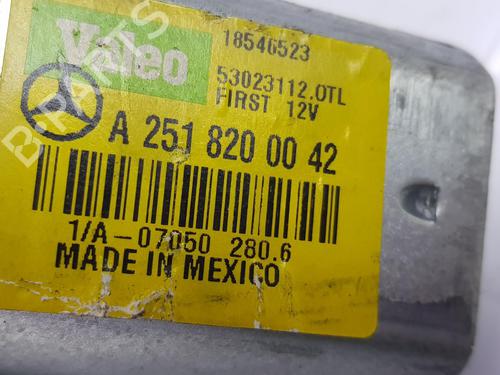 Valeo
18546523
53023112.OTL
FIRST 12V
A 251 820 00 42
1/A-07050 280.6
MADE IN MEXICO